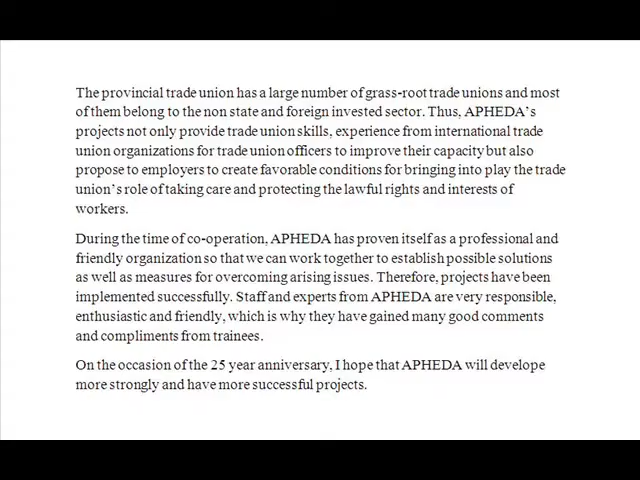 The provincial trade union has a large number of grass-root trade unions and most
of them belong to the non state and foreign invested sector. Thus, APHEDA’s
projects not only provide trade union skills, experience from international trade
union organizations for trade union officers to improve their capacity but also
propose to employers to create favorable conditions for bringing into play the trade
union’s role of taking care and protecting the lawful rights and interests of
workers.
During the time of co-operation, APHEDA has proven itself as a professional and
friendly organization so that we can work together to establish possible solutions
as well as measures for overcoming arising issues. Therefore, projects have been
implemented successfully. Staff and experts from APHEDA are very responsible,
enthusiastic and friendly, which is why they have gained many good comments
and compliments from trainees.
On the occasion of the 25 year anniversary, I hope that APHEDA will develope
more strongly and have more successful projects.